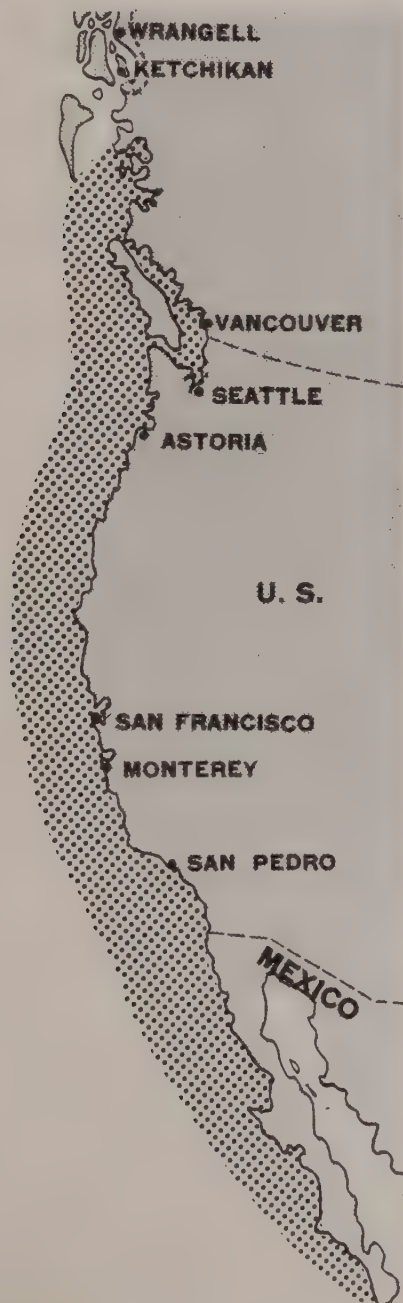 WRANGELL
KETCHIKAN
VANCOUVER
SEATTLE
ASTORIA
U. S.
SAN FRANCISCO
MONTEREY
SAN PEDRO
MEXICO